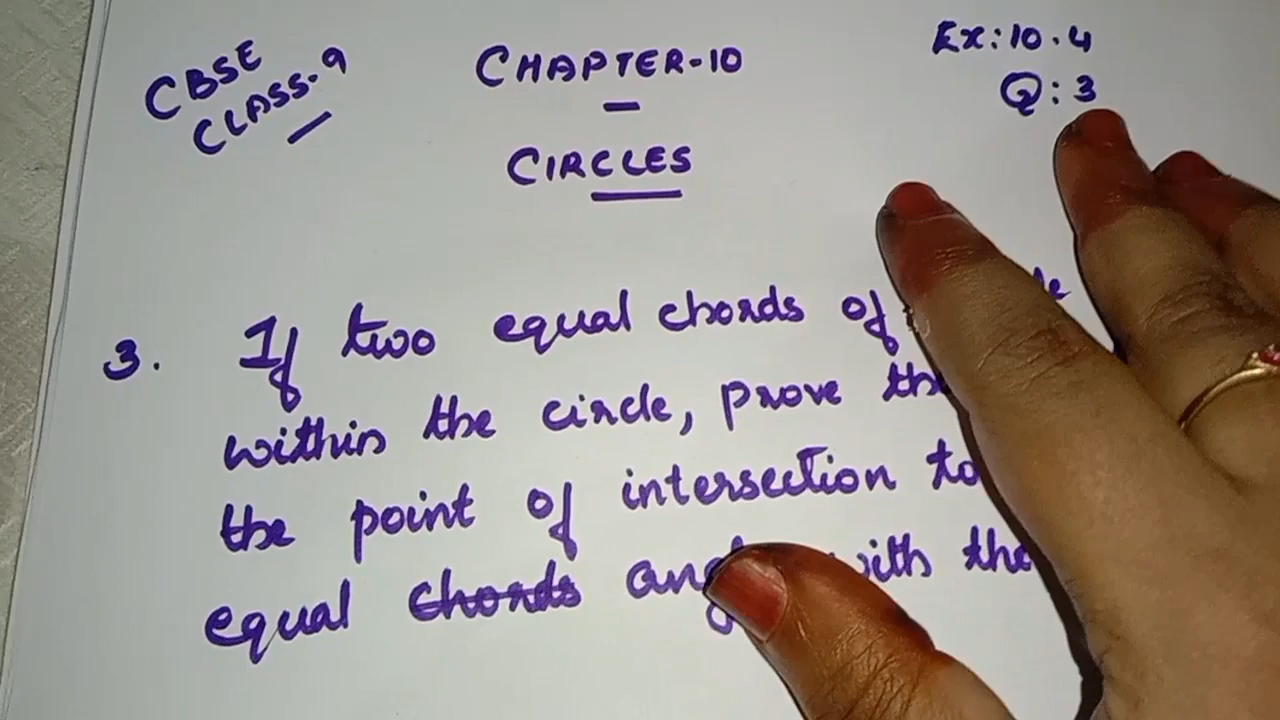 CBSE
CLASS-9
CHAPTER-10
Ex: 10.4
Q: 3
CIRCLES
3. If two equal chords of
within the circle, prove
the point of intersection to
equal chords with the